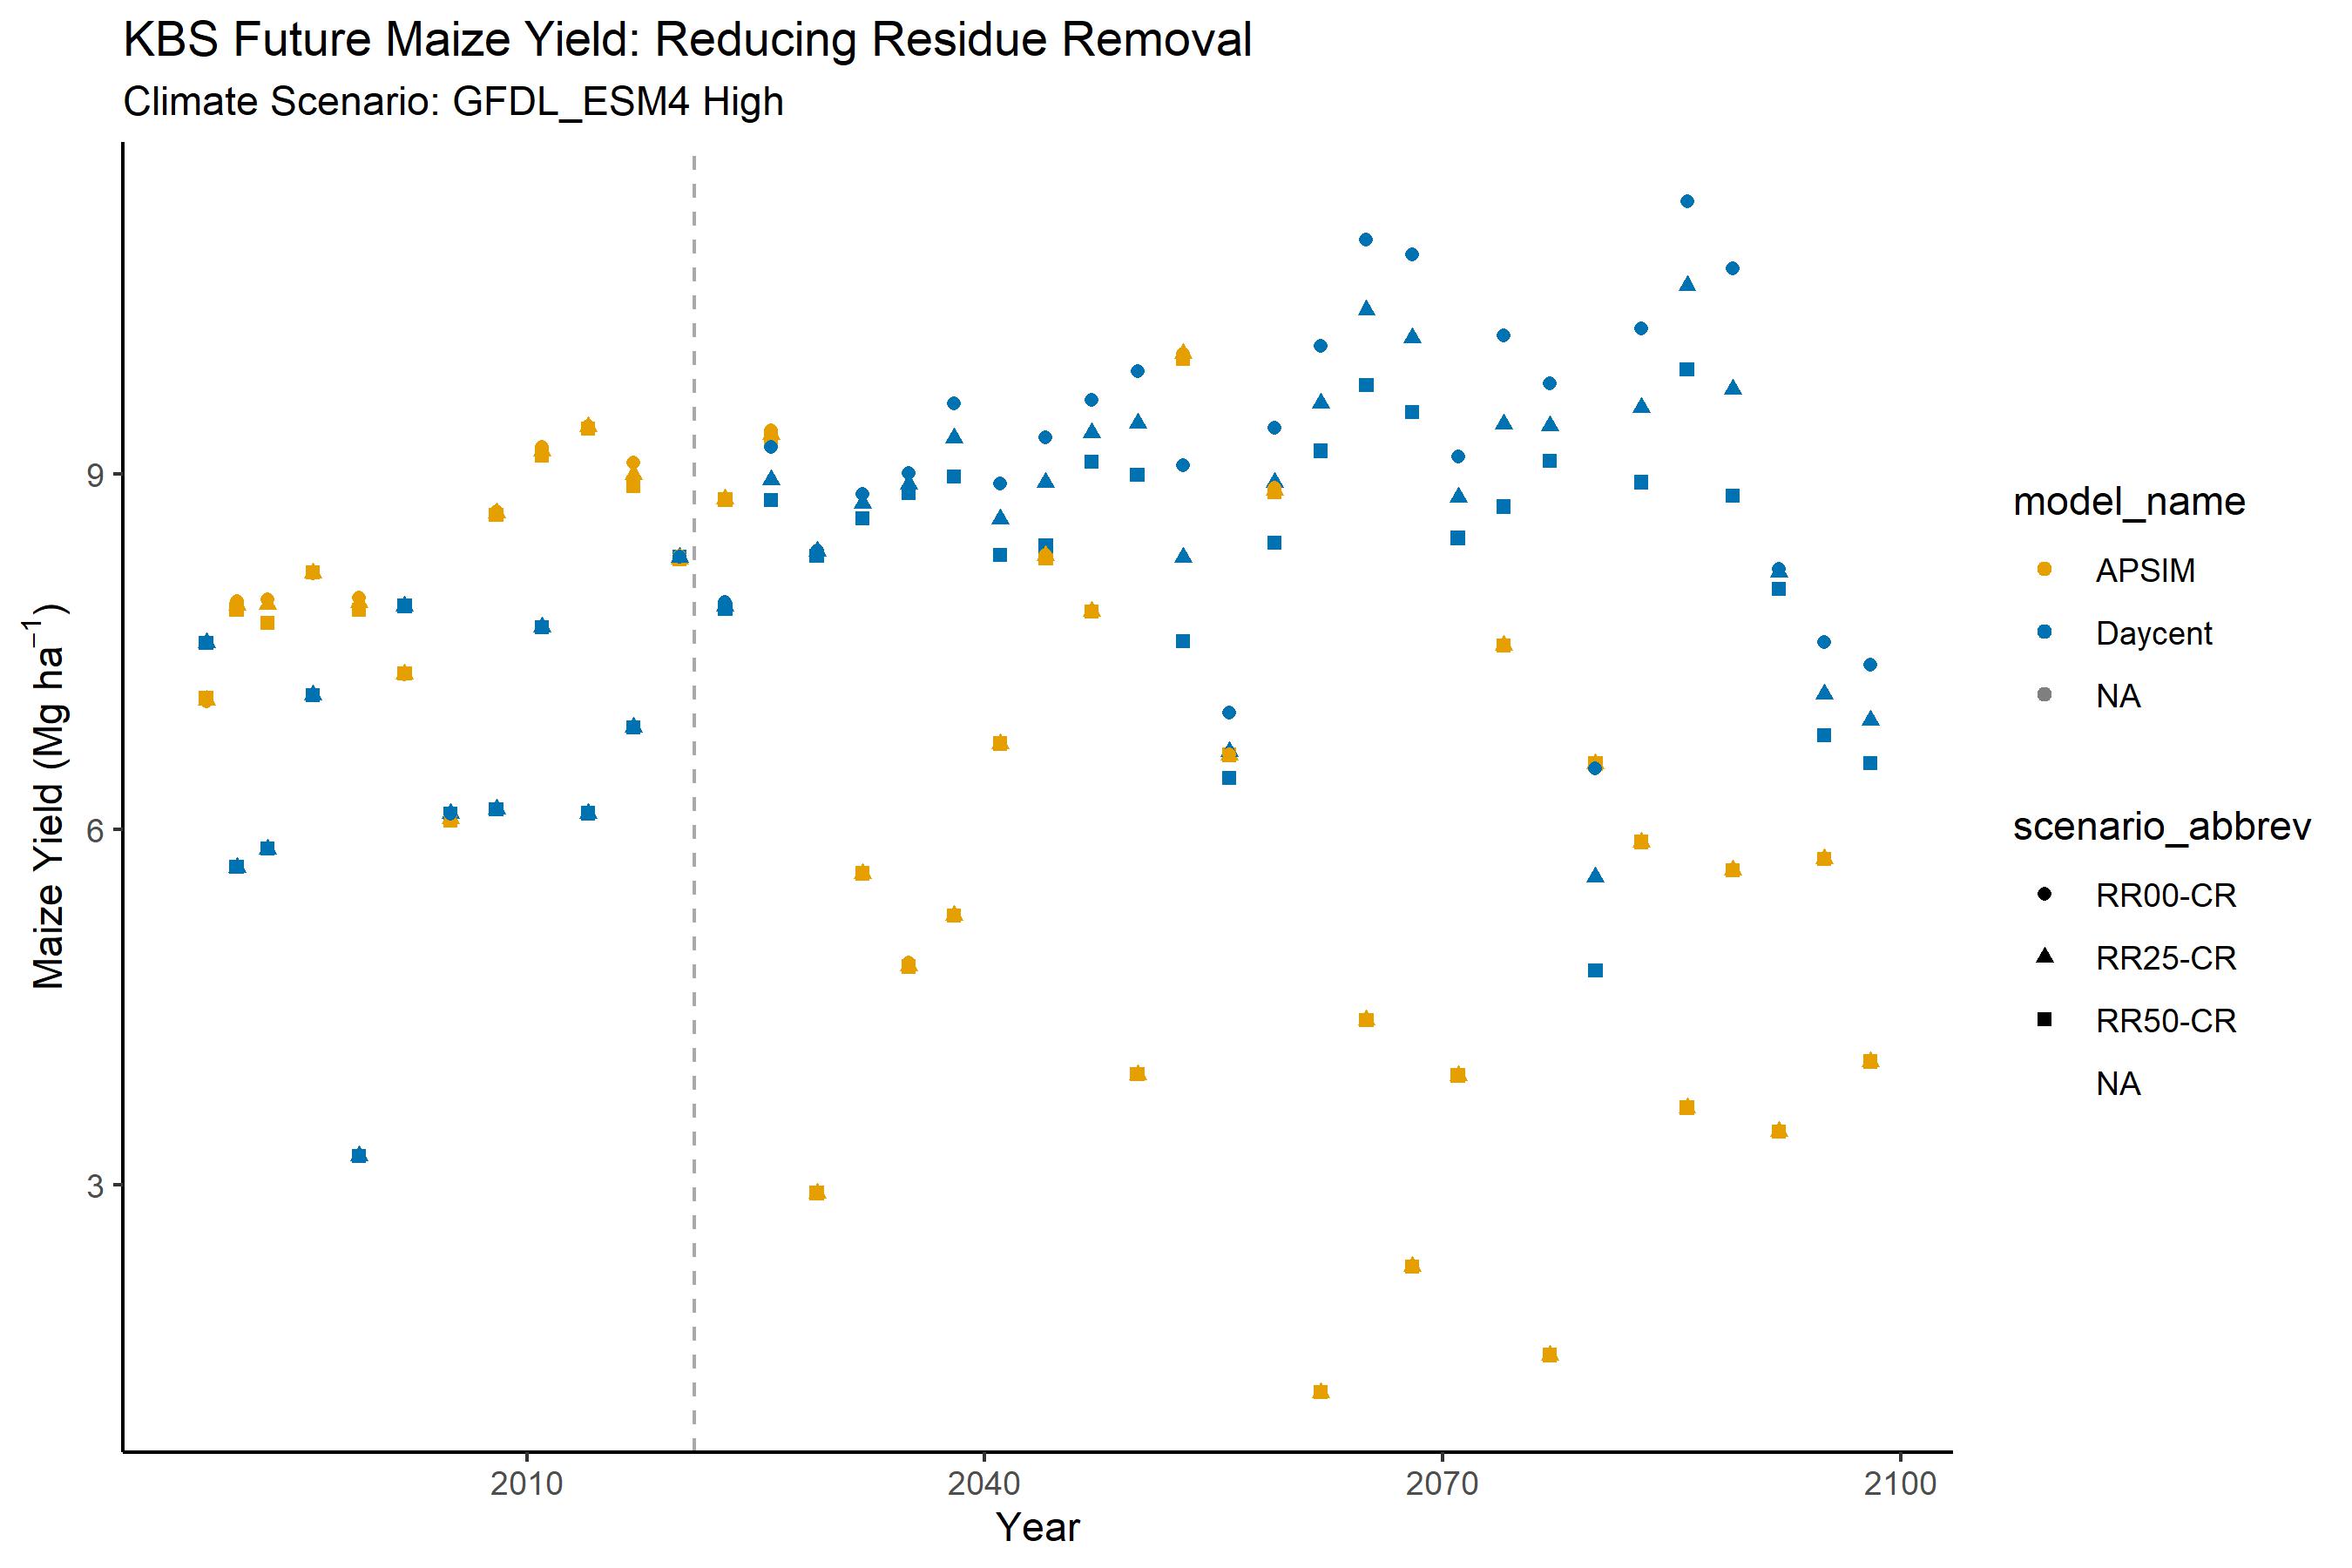 KBS Future Maize Yield: Reducing Residue Removal
Climate Scenario: GFDL_ESM4 High
Maize Yield (Mg ha⁻¹)
9
6
3
2010
2040
2070
2100
Year
model_name
APSIM
Daycent
NA
scenario_abbrev
RR00-CR
RR25-CR
RR50-CR
NA